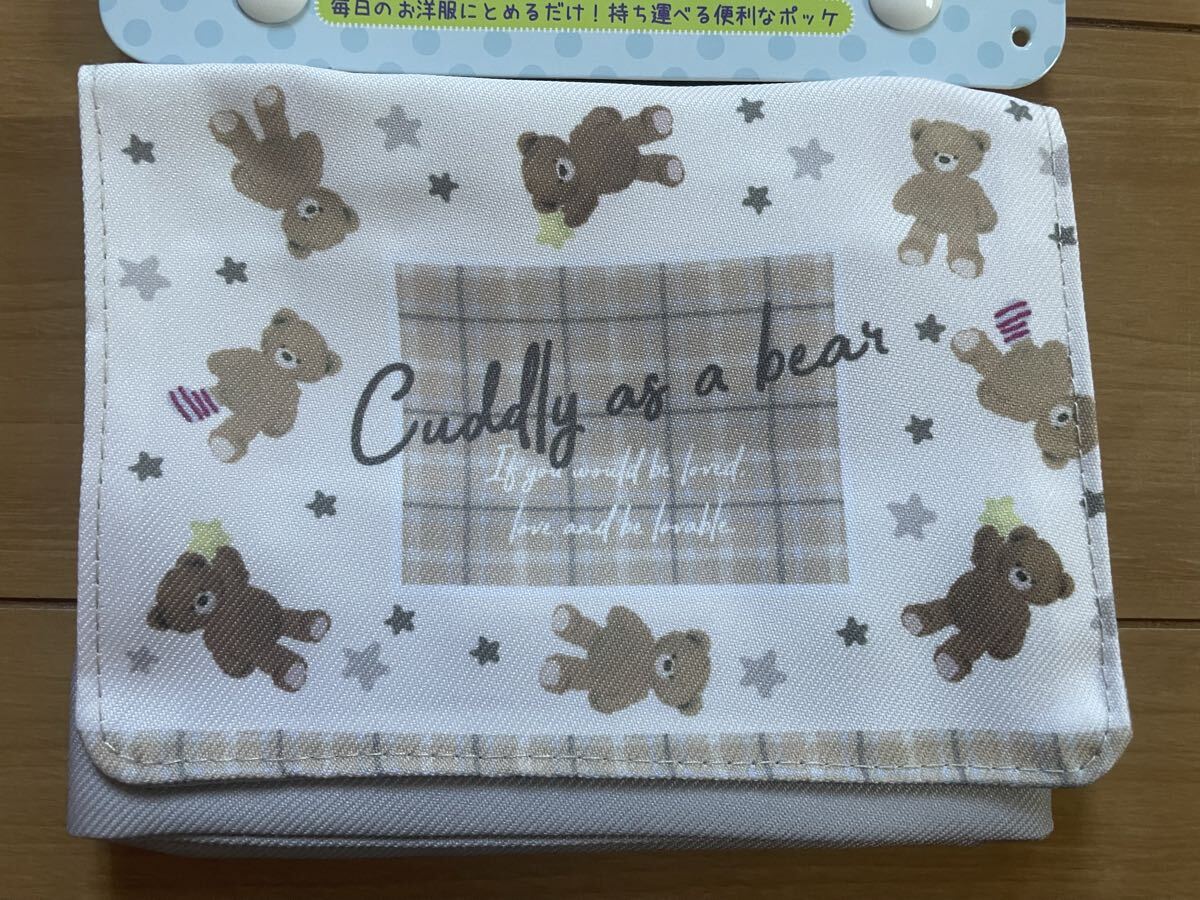 毎日のお洋服にとめるだけ！持ち運べる便利なポッケ
Cuddly as a bear
If you would be loved
love and be lovable.